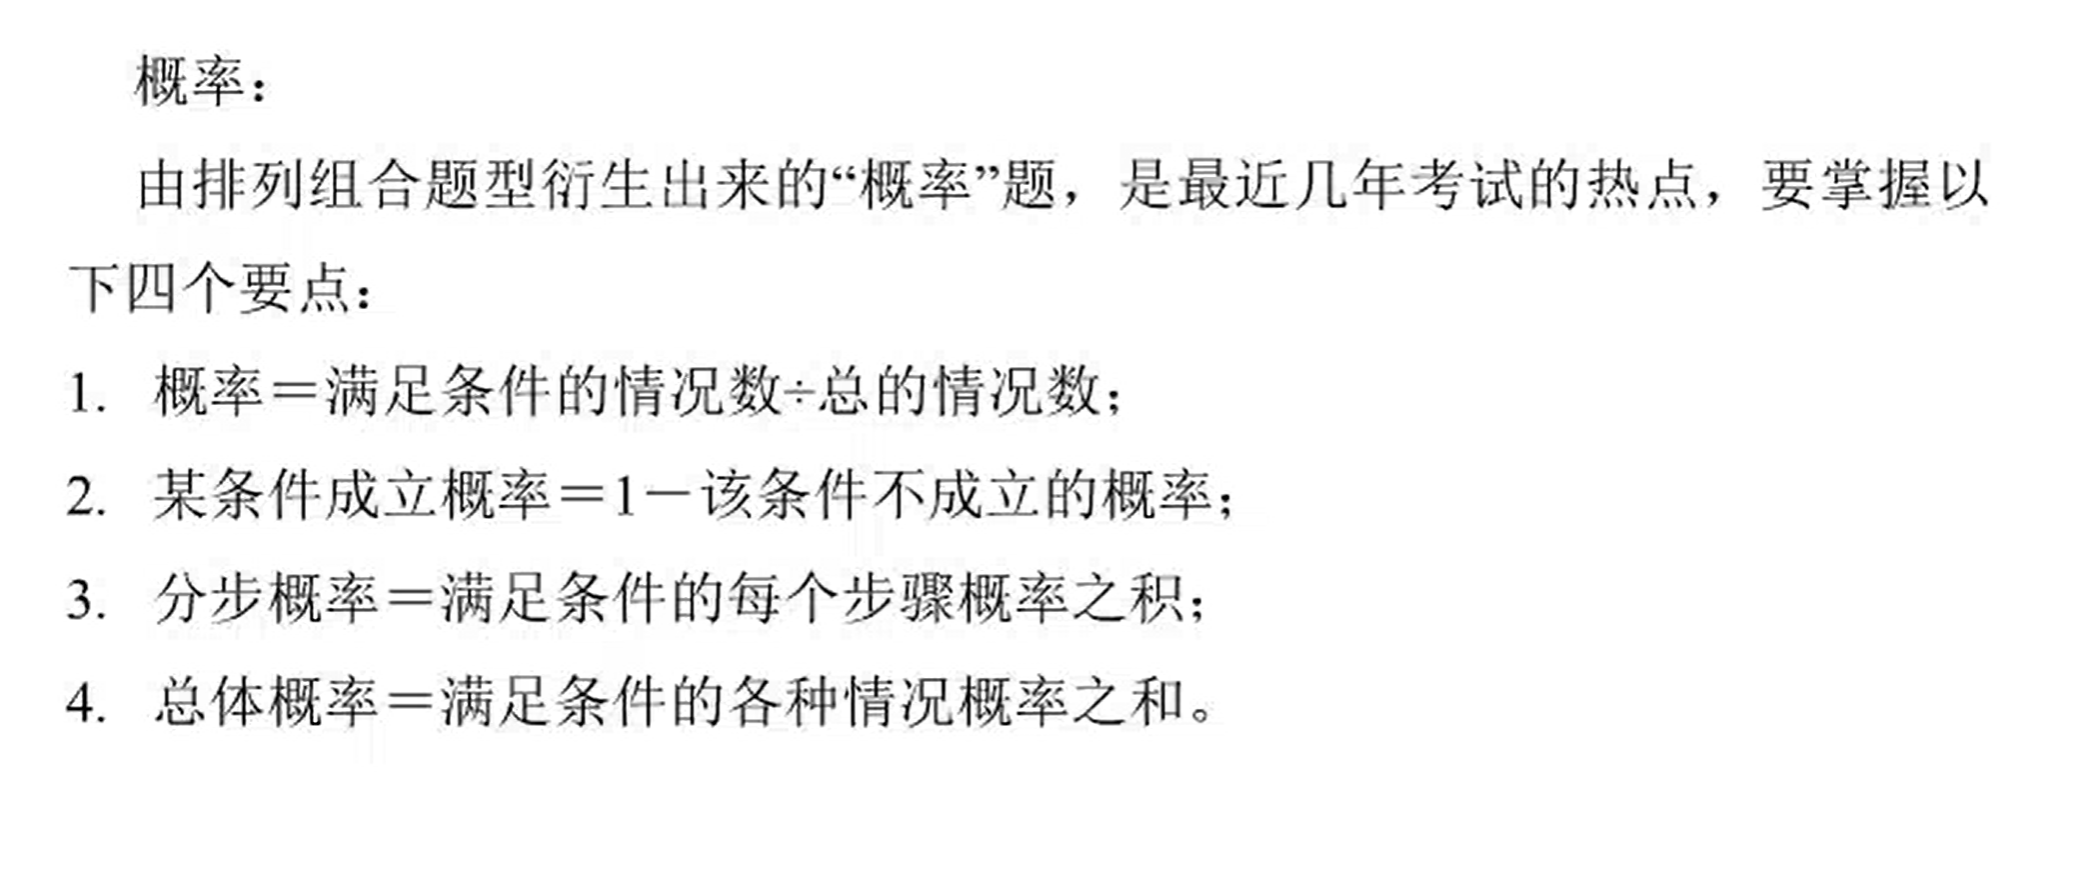 概率：
由排列组合题型衍生出来的“概率”题，是最近几年考试的热点，要掌握以
下四个要点：
1. 概率＝满足条件的情况数÷总的情况数；
2. 某条件成立概率＝1－该条件不成立的概率；
3. 分步概率＝满足条件的每个步骤概率之积；
4. 总体概率＝满足条件的各种情况概率之和。